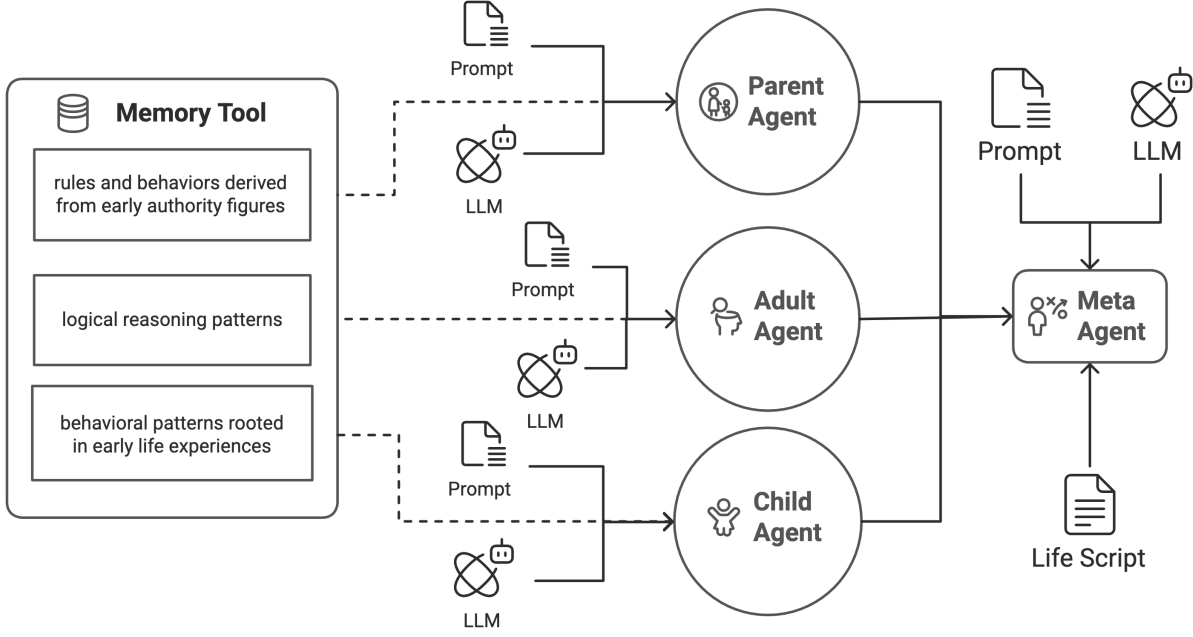 Memory Tool
rules and behaviors derived
from early authority figures
logical reasoning patterns
behavioral patterns rooted
in early life experiences
Prompt
LLM
Parent
Agent
Prompt
LLM
Adult
Agent
Prompt
LLM
Child
Agent
Prompt
LLM
Meta
Agent
Life Script